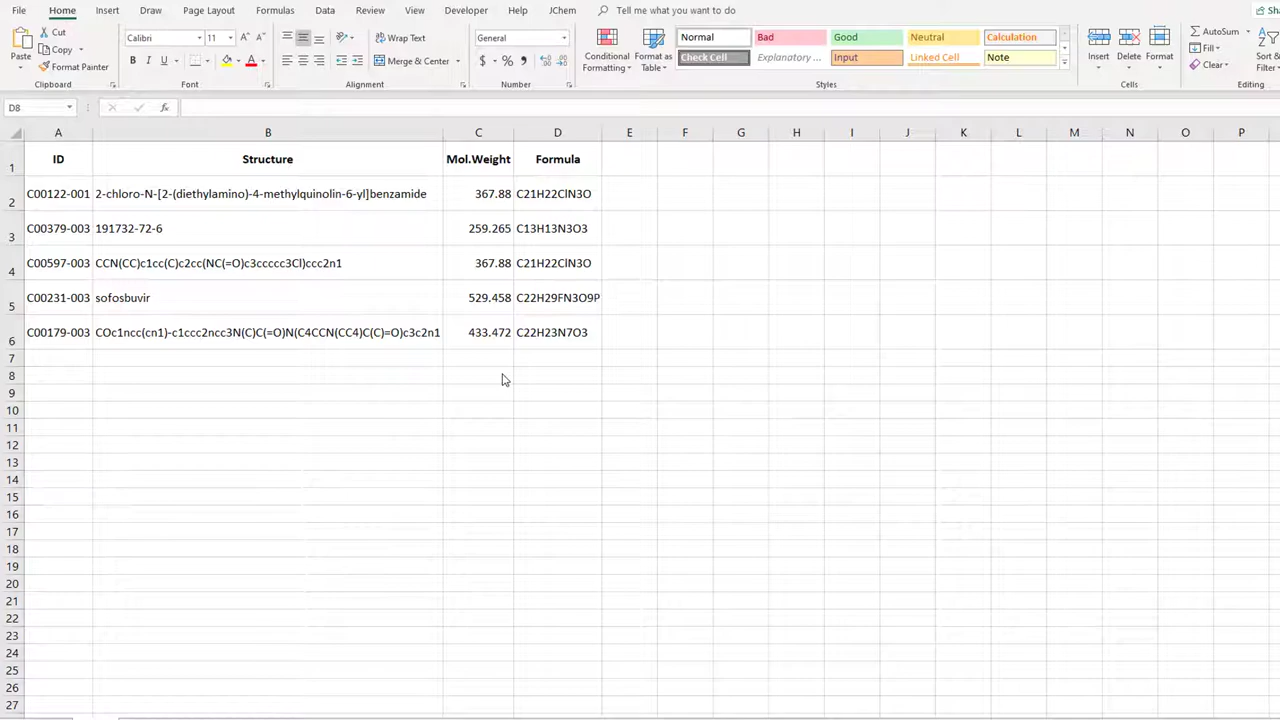 File Home Insert Draw Page Layout Formulas Data Review View Developer Help JChem Tell me what you want to do
Cut Calibri 11 Wrap Text General Normal Bad Good Neutral Calculation AutoSum
Paste Copy Conditional Formatting Format as Table Check Cell Explanatory ... Input Linked Cell Note Insert Delete Format Fill
Format Painter B I U Merge & Center $ % Clear
Clipboard Font Alignment Number Styles Cells Editing
D8 fx
A B C D E F G H I J K L M N O P
1 ID Structure Mol.Weight Formula
2 C00122-001 2-chloro-N-[2-(diethylamino)-4-methylquinolin-6-yl]benzamide 367.88 C21H22ClN3O
3 C00379-003 191732-72-6 259.265 C13H13N3O3
4 C00597-003 CCN(CC)c1cc(C)c2cc(NC(=O)c3ccccc3Cl)ccc2n1 367.88 C21H22ClN3O
5 C00231-003 sofosbuvir 529.458 C22H29FN3O9P
6 C00179-003 COc1ncc(cn1)-c1ccc2ncc3N(C)C(=O)N(C4CCN(CC4)C(C)=O)c3c2n1 433.472 C22H23N7O3
7
8
9
10
11
12
13
14
15
16
17
18
19
20
21
22
23
24
25
26
27